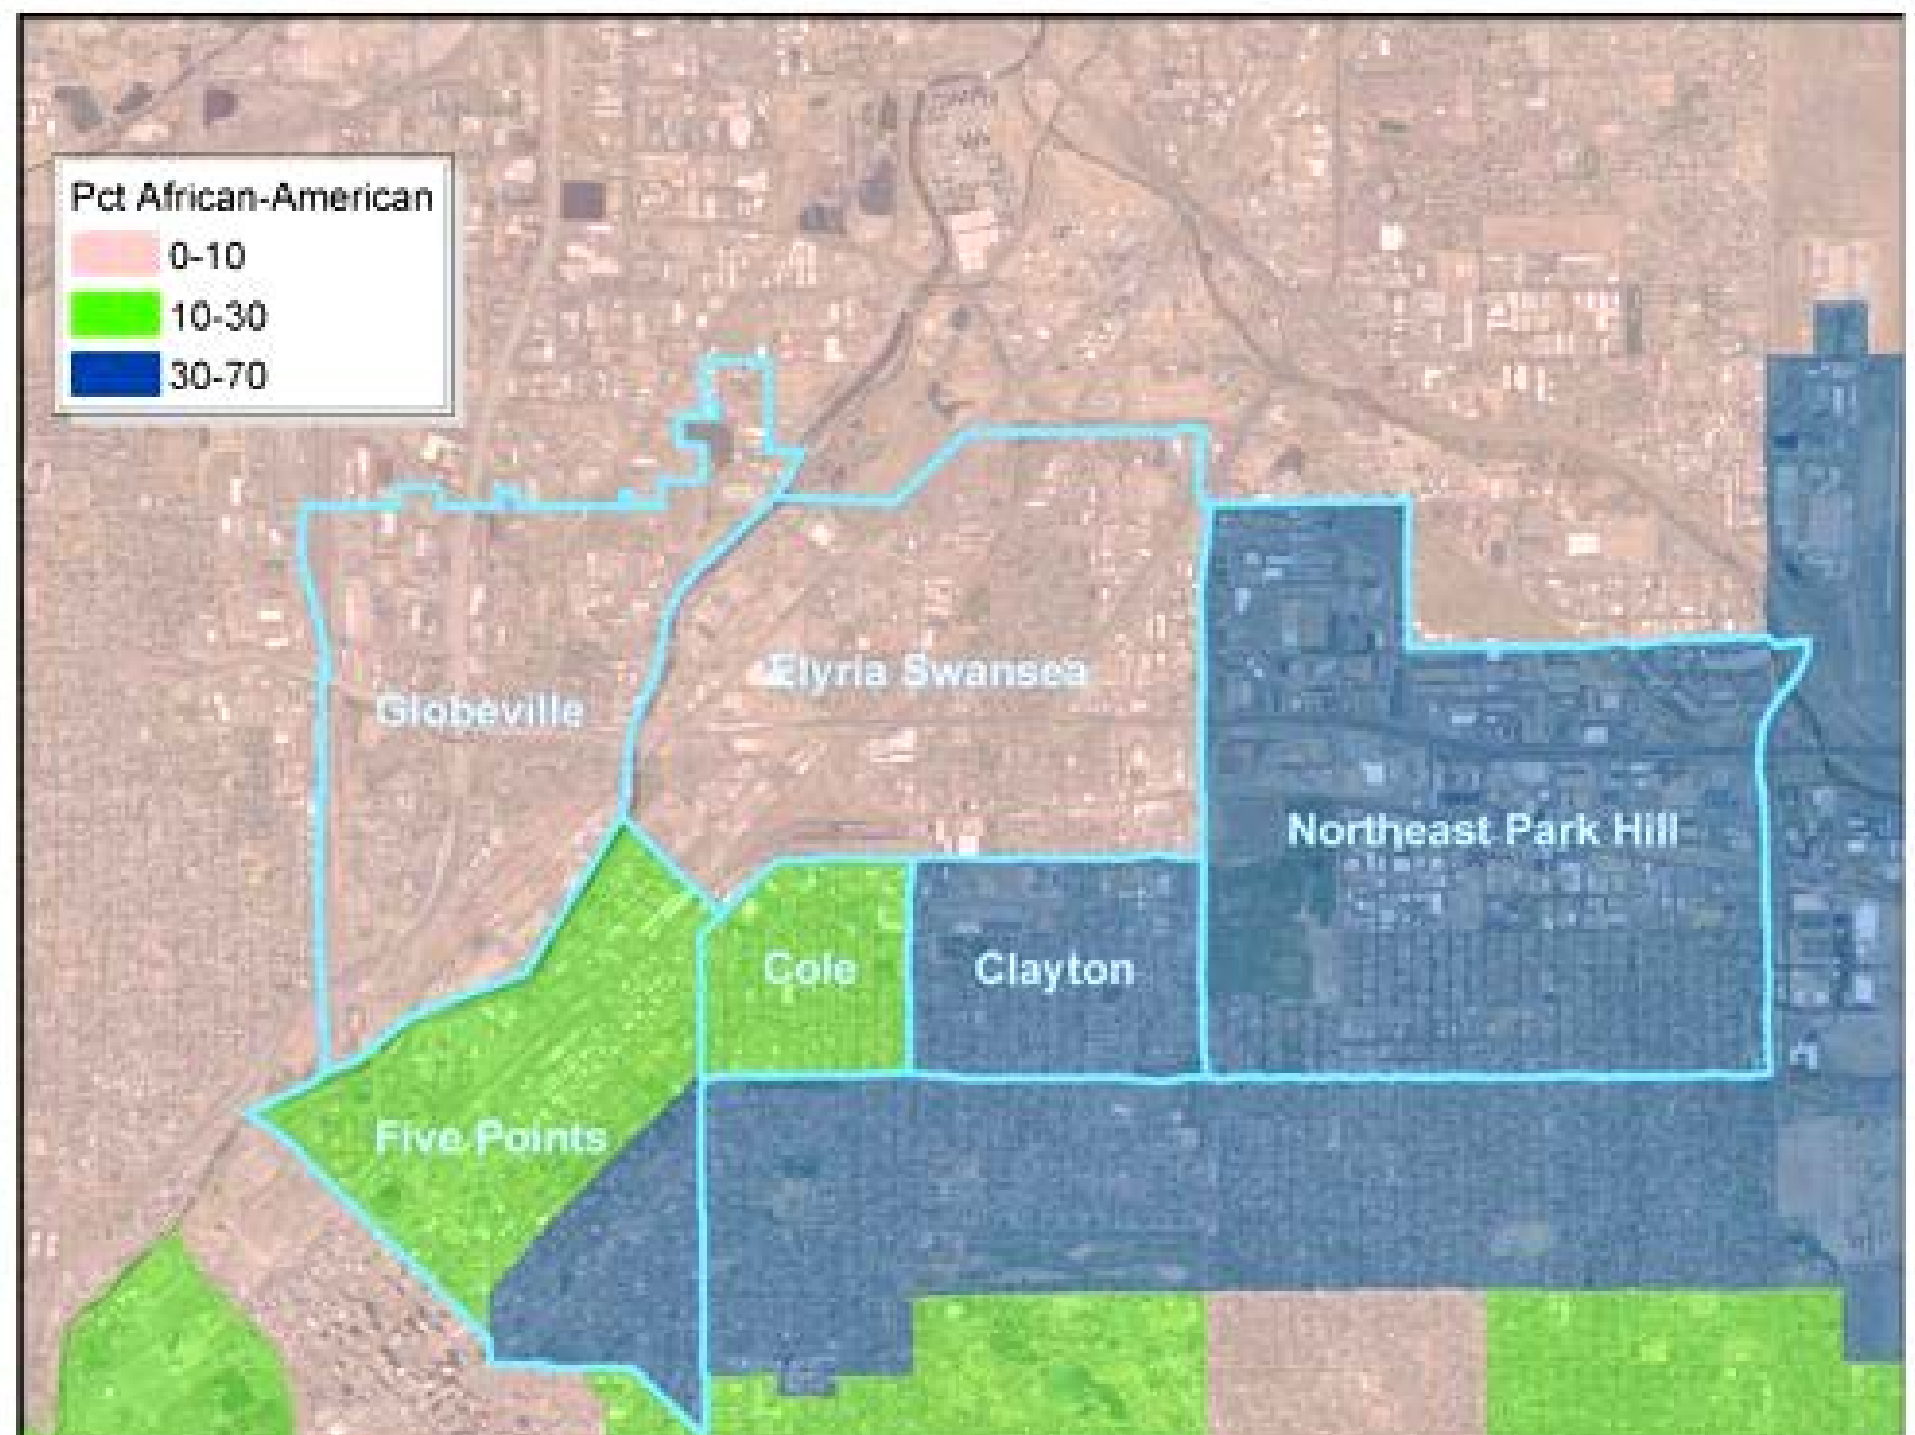 Pct African-American
0-10
10-30
30-70
Elyria Swansea
Globeville
Northeast Park Hill
Cole
Clayton
Five Points